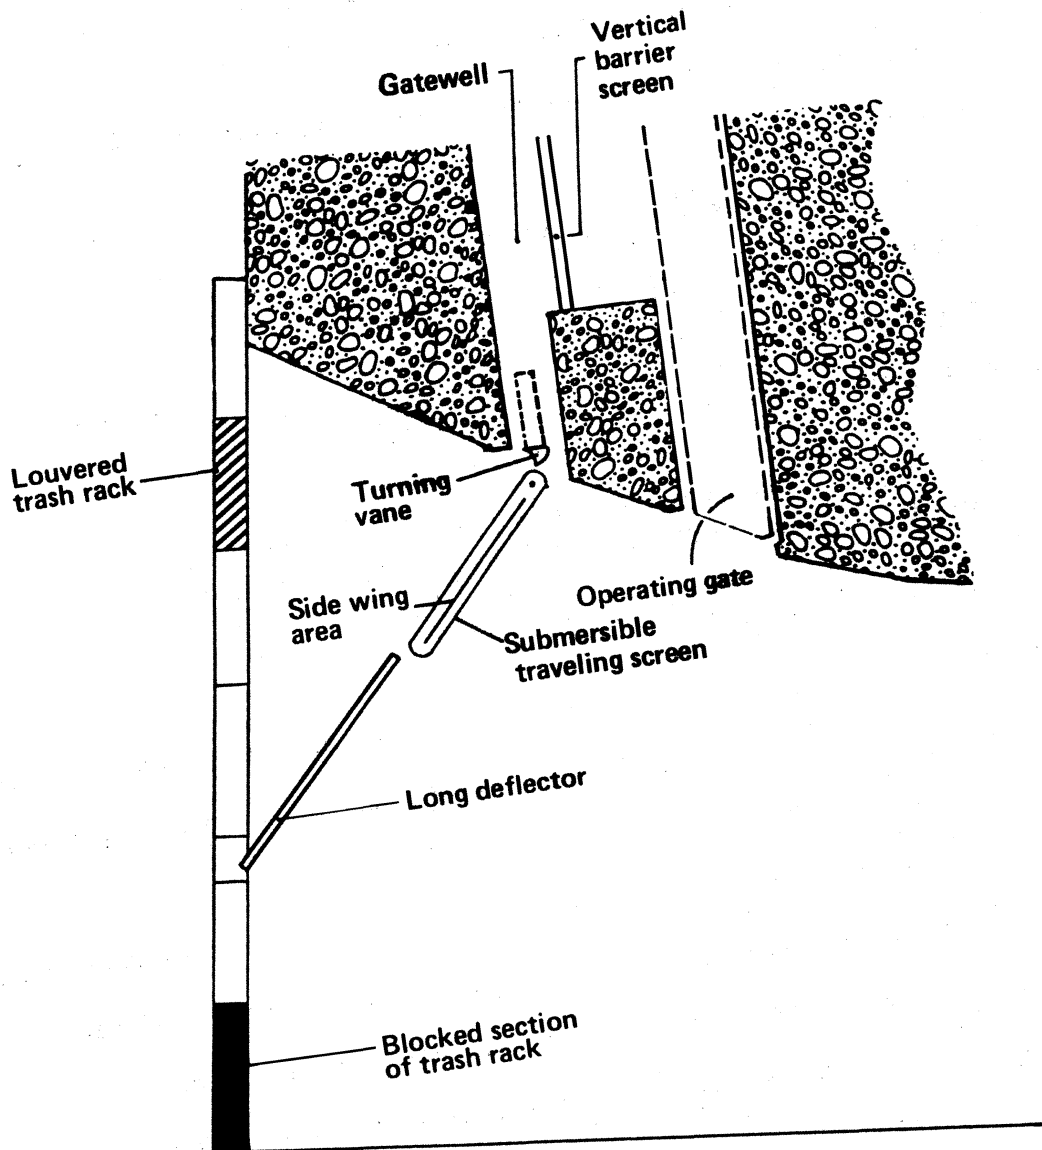 Vertical
barrier
screen
Gatewell
Louvered
trash rack
Turning
vane
Operating gate
Side wing
area
Submersible
traveling screen
Long deflector
Blocked section
of trash rack